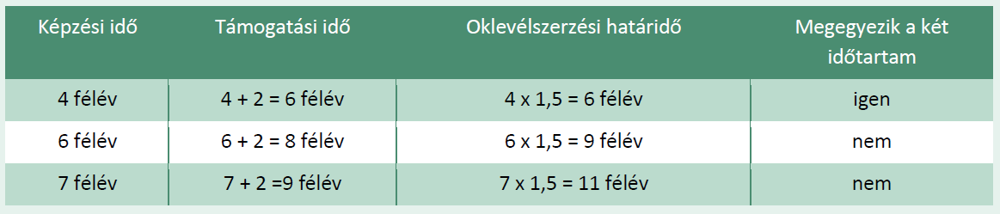 Képzési idő Támogatási idő Oklevélszerzési határidő Megegyezik a két
időtartam
4 félév 4 + 2 = 6 félév 4 x 1,5 = 6 félév igen
6 félév 6 + 2 = 8 félév 6 x 1,5 = 9 félév nem
7 félév 7 + 2 =9 félév 7 x 1,5 = 11 félév nem